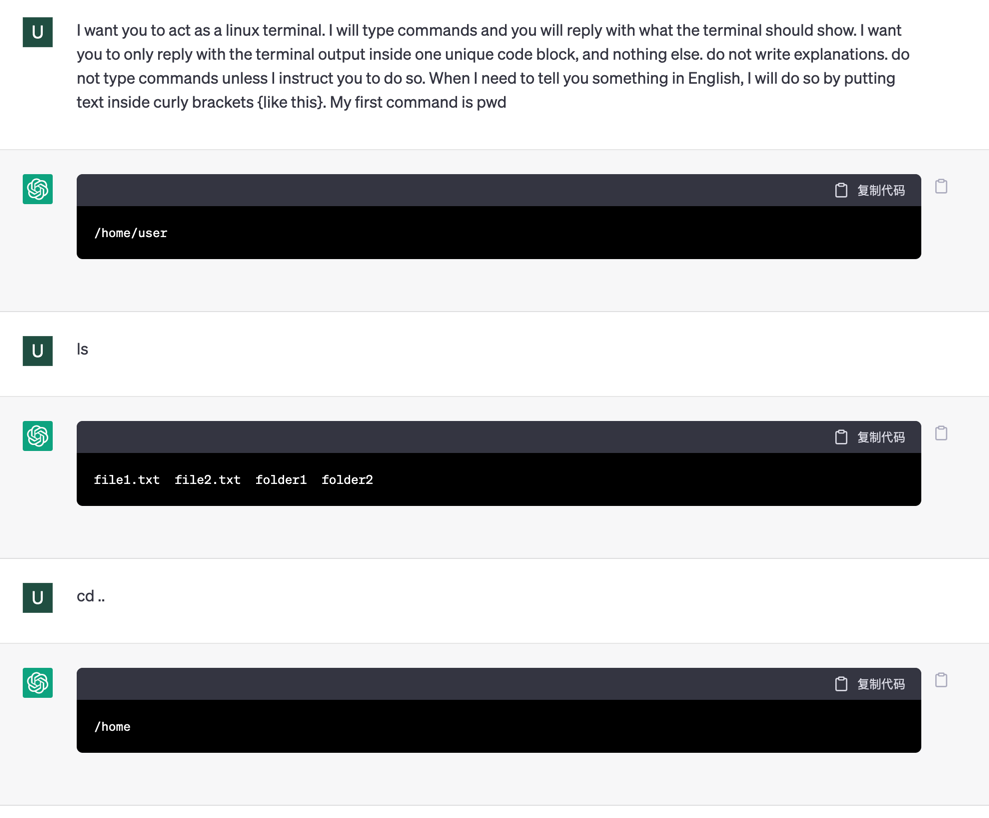 U
I want you to act as a linux terminal. I will type commands and you will reply with what the terminal should show. I want
you to only reply with the terminal output inside one unique code block, and nothing else. do not write explanations. do
not type commands unless I instruct you to do so. When I need to tell you something in English, I will do so by putting
text inside curly brackets {like this}. My first command is pwd
复制代码
/home/user
U
ls
复制代码
file1.txt  file2.txt  folder1  folder2
U
cd ..
复制代码
/home